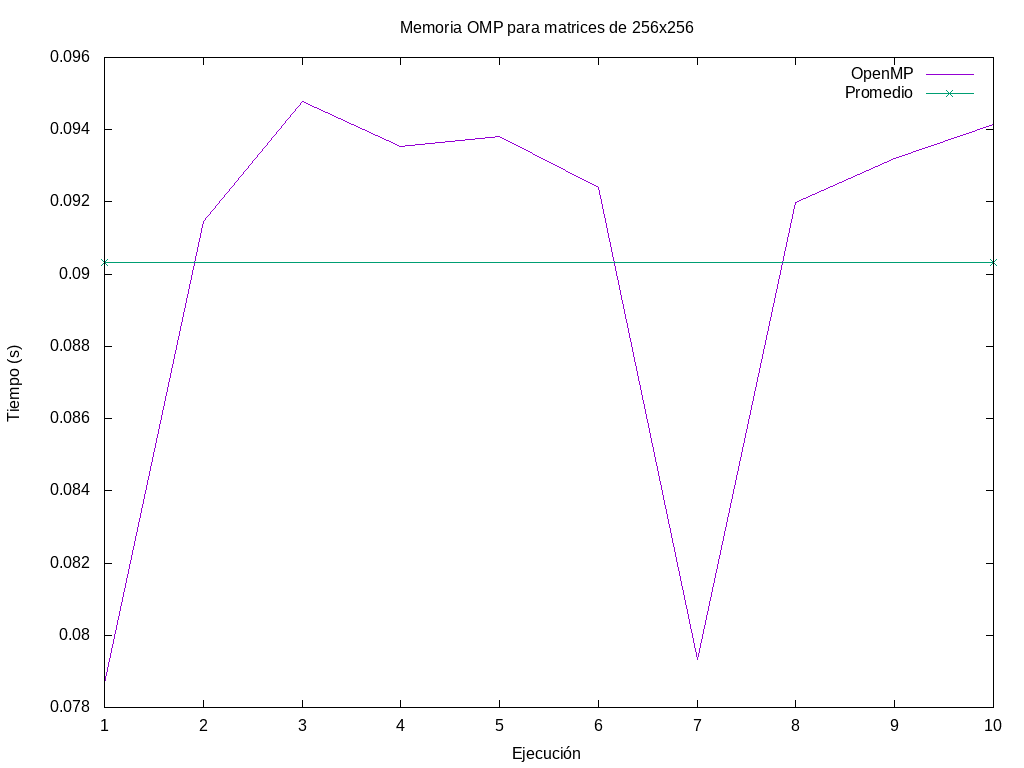 Memoria OMP para matrices de 256x256
OpenMP
Promedio
0.096
0.094
0.092
0.09
0.088
0.086
0.084
0.082
0.08
0.078
Tiempo (s)
1 2 3 4 5 6 7 8 9 10
Ejecución